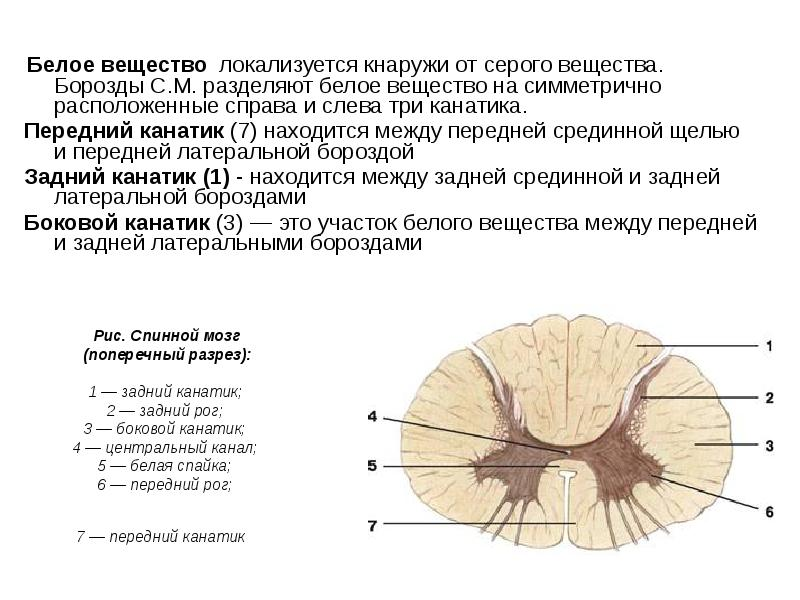 Белое вещество локализуется кнаружи от серого вещества.
Борозды С.М. разделяют белое вещество на симметрично
расположенные справа и слева три канатика.
Передний канатик (7) находится между передней срединной щелью
и передней латеральной бороздой
Задний канатик (1) - находится между задней срединной и задней
латеральной бороздами
Боковой канатик (3) — это участок белого вещества между передней
и задней латеральными бороздами
Рис. Спинной мозг
(поперечный разрез):
1 — задний канатик;
2 — задний рог;
3 — боковой канатик;
4 — центральный канал;
5 — белая спайка;
6 — передний рог;
7 — передний канатик
1
2
3
4
5
6
7